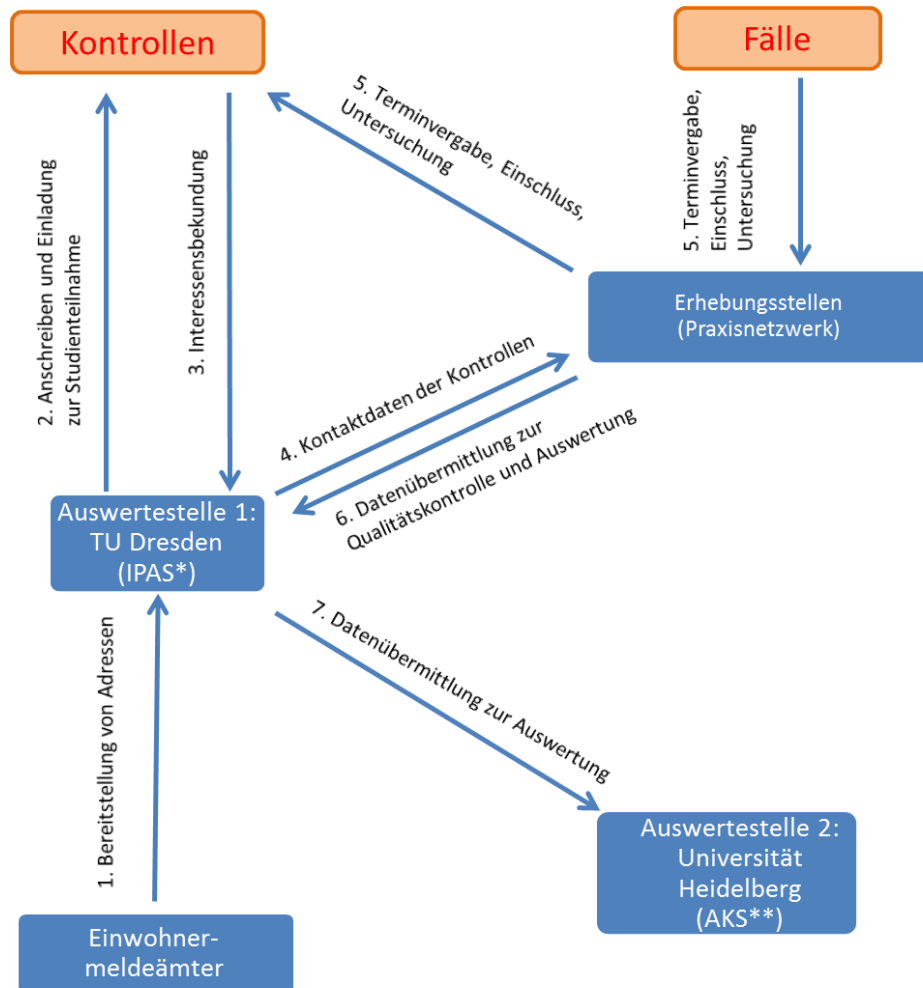 Kontrollen
Fälle
2. Anschreiben und Einladung
zur Studienteilnahme
3. Interessensbekundung
5. Terminvergabe, Einschluss,
Untersuchung
5. Terminvergabe,
Einschluss,
Untersuchung
Erhebungsstellen
(Praxisnetzwerk)
4. Kontaktdaten der Kontrollen
6. Datenübermittlung zur
Qualitätskontrolle und Auswertung
Auswertestelle 1:
TU Dresden
(IPAS*)
1. Bereitstellung von Adressen
7. Datenübermittlung zur Auswertung
Auswertestelle 2:
Universität
Heidelberg
(AKS**)
Einwohner-
meldeämter